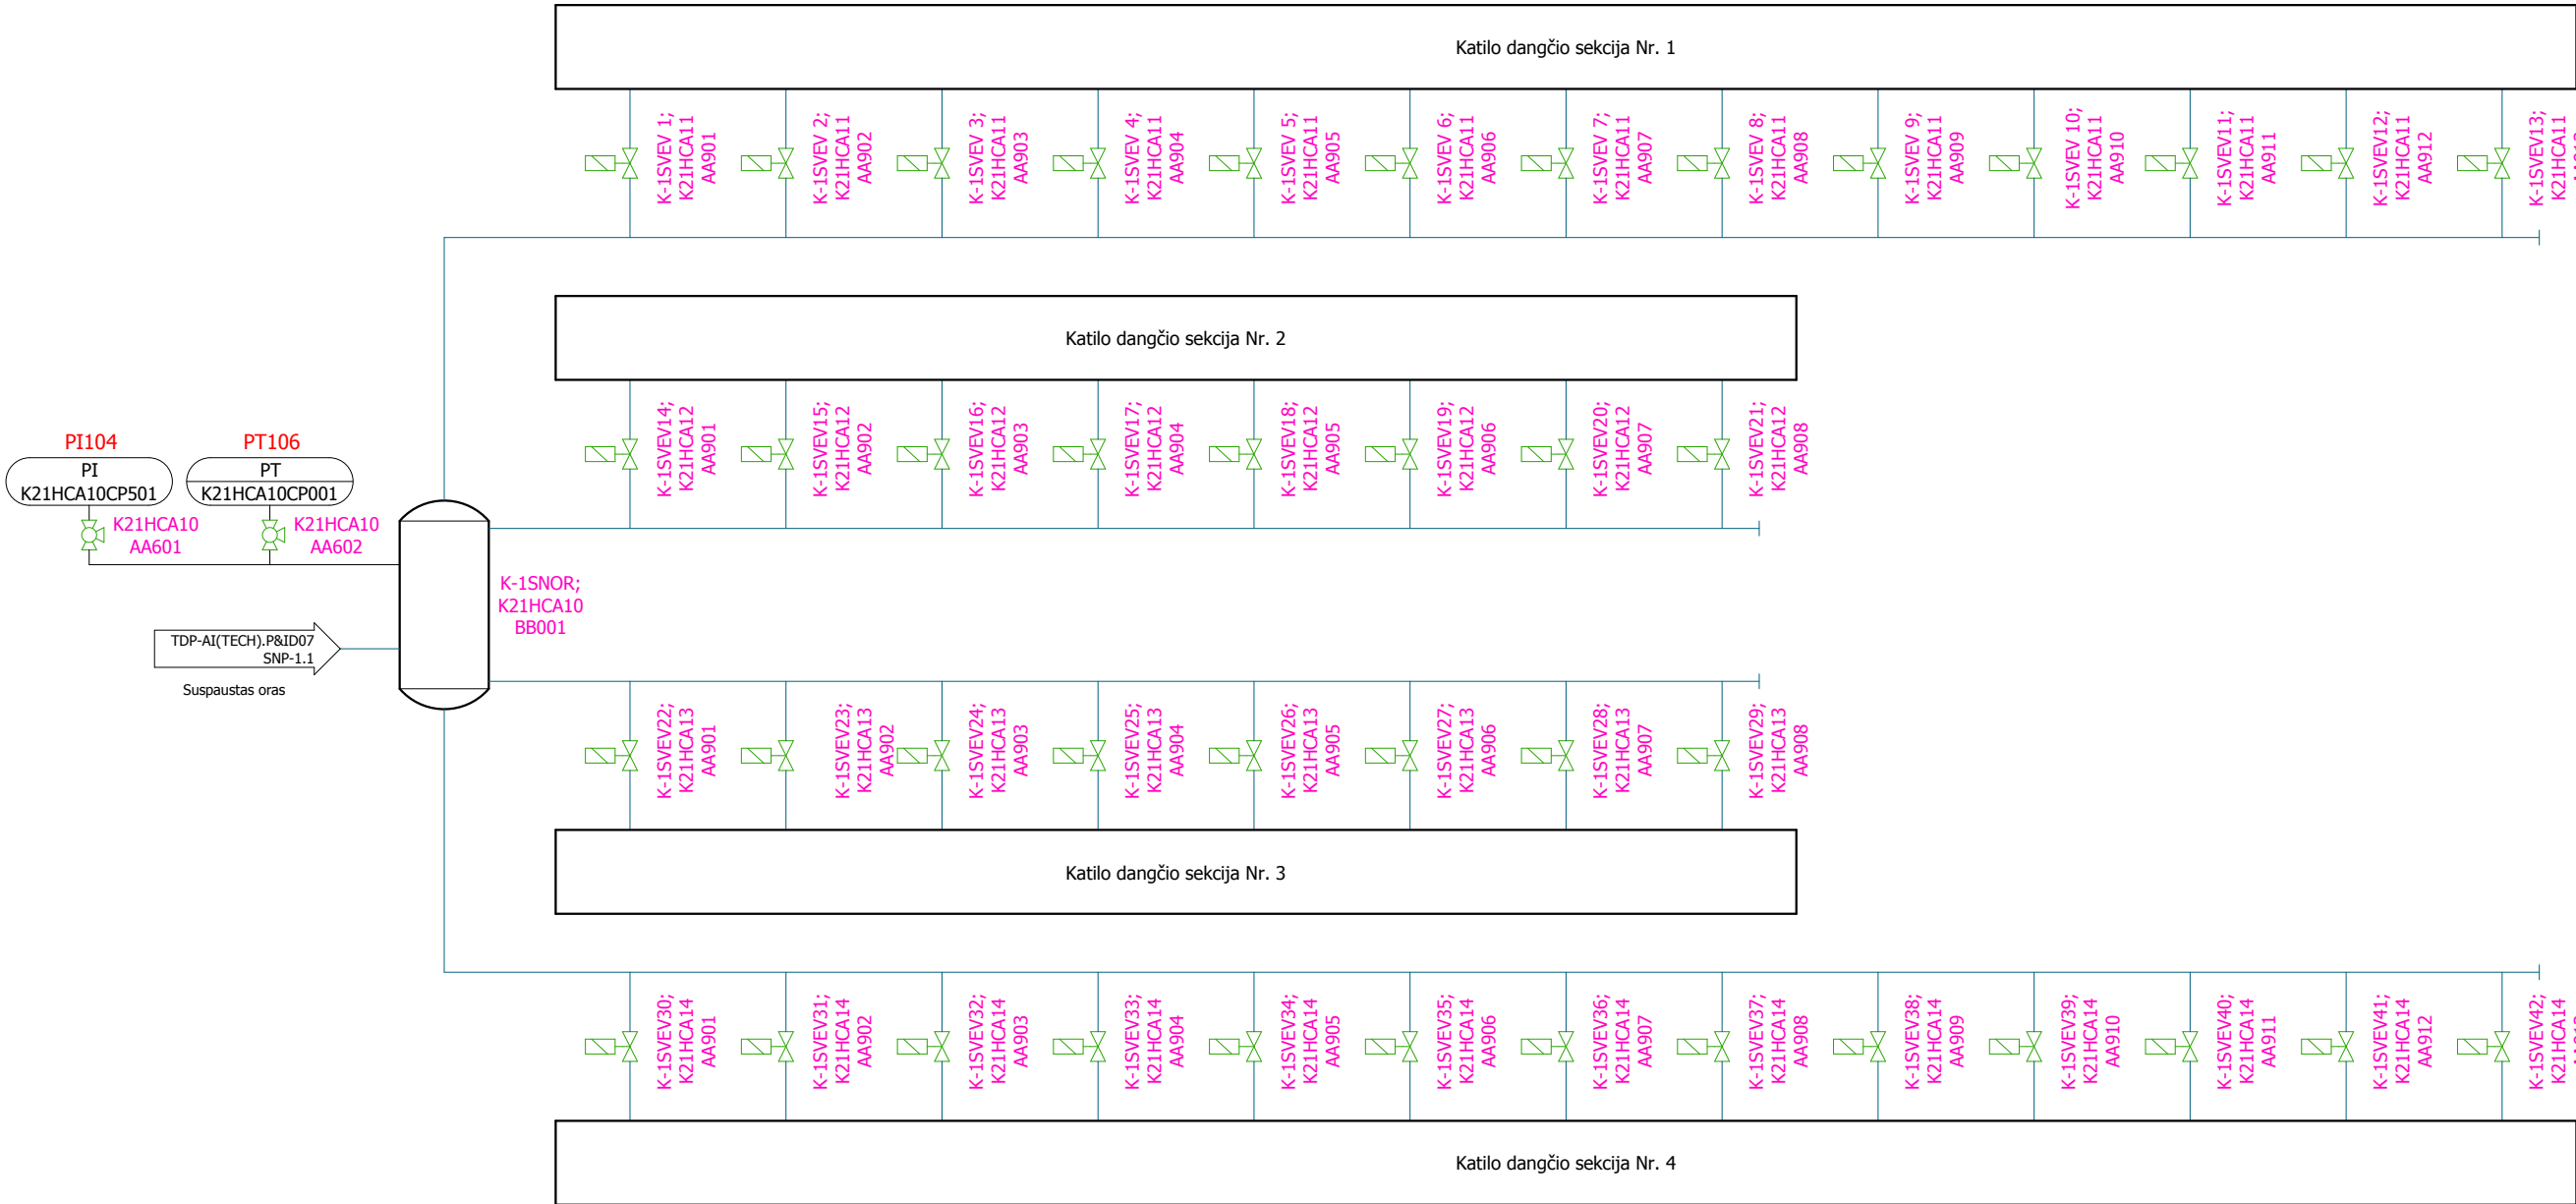 Katilo dangčio sekcija Nr. 1
K-1SVEV 1;
K21HCA11
AA901
K-1SVEV 2;
K21HCA11
AA902
K-1SVEV 3;
K21HCA11
AA903
K-1SVEV 4;
K21HCA11
AA904
K-1SVEV 5;
K21HCA11
AA905
K-1SVEV 6;
K21HCA11
AA906
K-1SVEV 7;
K21HCA11
AA907
K-1SVEV 8;
K21HCA11
AA908
K-1SVEV 9;
K21HCA11
AA909
K-1SVEV 10;
K21HCA11
AA910
K-1SVEV11;
K21HCA11
AA911
K-1SVEV12;
K21HCA11
AA912
K-1SVEV13;
K21HCA11
Katilo dangčio sekcija Nr. 2
K-1SVEV14;
K21HCA12
AA901
K-1SVEV15;
K21HCA12
AA902
K-1SVEV16;
K21HCA12
AA903
K-1SVEV17;
K21HCA12
AA904
K-1SVEV18;
K21HCA12
AA905
K-1SVEV19;
K21HCA12
AA906
K-1SVEV20;
K21HCA12
AA907
K-1SVEV21;
K21HCA12
AA908
PI104
PI
K21HCA10CP501
PT106
PT
K21HCA10CP001
K21HCA10
AA601
K21HCA10
AA602
K-1SNOR;
K21HCA10
BB001
TDP-AI(TECH).P&ID07
SNP-1.1
Suspaustas oras
K-1SVEV22;
K21HCA13
AA901
K-1SVEV23;
K21HCA13
AA902
K-1SVEV24;
K21HCA13
AA903
K-1SVEV25;
K21HCA13
AA904
K-1SVEV26;
K21HCA13
AA905
K-1SVEV27;
K21HCA13
AA906
K-1SVEV28;
K21HCA13
AA907
K-1SVEV29;
K21HCA13
AA908
Katilo dangčio sekcija Nr. 3
K-1SVEV30;
K21HCA14
AA901
K-1SVEV31;
K21HCA14
AA902
K-1SVEV32;
K21HCA14
AA903
K-1SVEV33;
K21HCA14
AA904
K-1SVEV34;
K21HCA14
AA905
K-1SVEV35;
K21HCA14
AA906
K-1SVEV36;
K21HCA14
AA907
K-1SVEV37;
K21HCA14
AA908
K-1SVEV38;
K21HCA14
AA909
K-1SVEV39;
K21HCA14
AA910
K-1SVEV40;
K21HCA14
AA911
K-1SVEV41;
K21HCA14
AA912
K-1SVEV42;
K21HCA14
Katilo dangčio sekcija Nr. 4